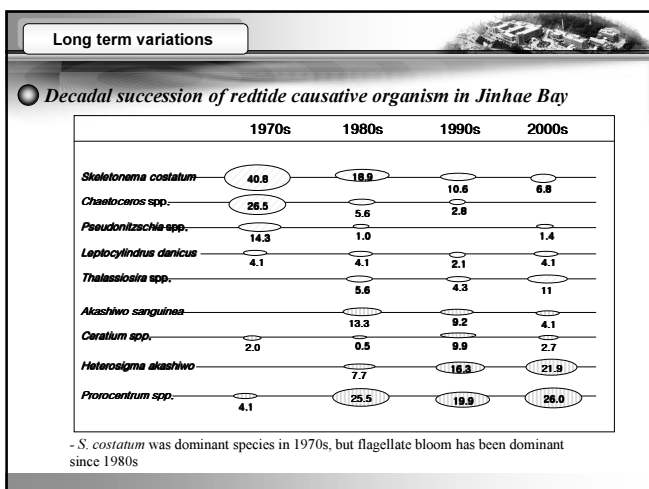 Long term variations
Decadal succession of redtide causative organism in Jinhae Bay
1970s 1980s 1990s 2000s
Skeletonema costatum 40.8 18.9 10.6 6.8
Chaetoceros spp. 26.5 5.6 2.8
Pseudonitzschia spp. 14.3 1.0 1.4
Leptocylindrus danicus 4.1 4.1 2.1 4.1
Thalassiosira spp. 5.6 4.3 11
Akashiwo sanguinea 13.3 9.2 4.1
Ceratium spp. 2.0 0.5 9.9 2.7
Heterosigma akashiwo 7.7 16.3 21.9
Prorocentrum spp. 4.1 25.5 19.9 26.0
- S. costatum was dominant species in 1970s, but flagellate bloom has been dominant
since 1980s